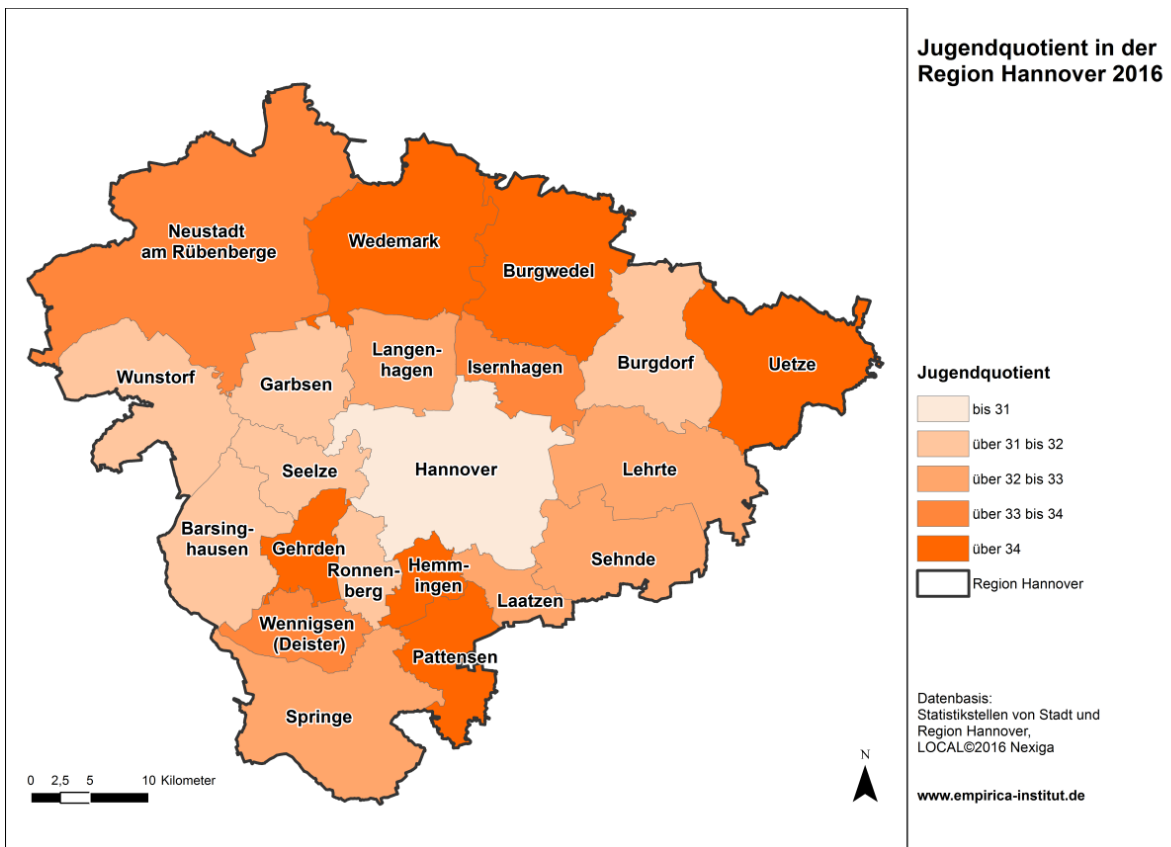 Jugendquotient in der
Region Hannover 2016
Neustadt
am Rübenberge
Wedemark
Burgwedel
Wunstorf
Garbsen
Langen-
hagen
Isernhagen
Burgdorf
Uetze
Seelze
Hannover
Lehrte
Barsing-
hausen
Gehrden
Ronnen-
berg
Hemm-
ingen
Laatzen
Sehnde
Wennigsen
(Deister)
Pattensen
Springe
Jugendquotient
bis 31
über 31 bis 32
über 32 bis 33
über 33 bis 34
über 34
Region Hannover
Datenbasis:
Statistikstellen von Stadt und
Region Hannover,
LOCAL©2016 Nexiga
www.empirica-institut.de
0 2,5 5 10 Kilometer
N